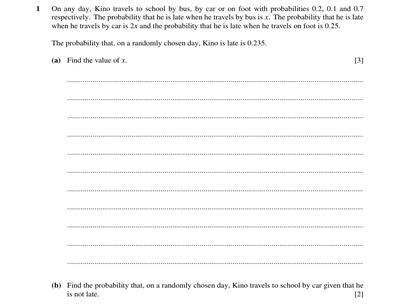 1 On any day, Kino travels to school by bus, by car or on foot with probabilities 0.2, 0.1 and 0.7
respectively. The probability that he is late when he travels by bus is x. The probability that he is late
when he travels by car is 2x and the probability that he is late when he travels on foot is 0.25.
The probability that, on a randomly chosen day, Kino is late is 0.235.
(a) Find the value of x. [3]
(b) Find the probability that, on a randomly chosen day, Kino travels to school by car given that he
is not late. [2]